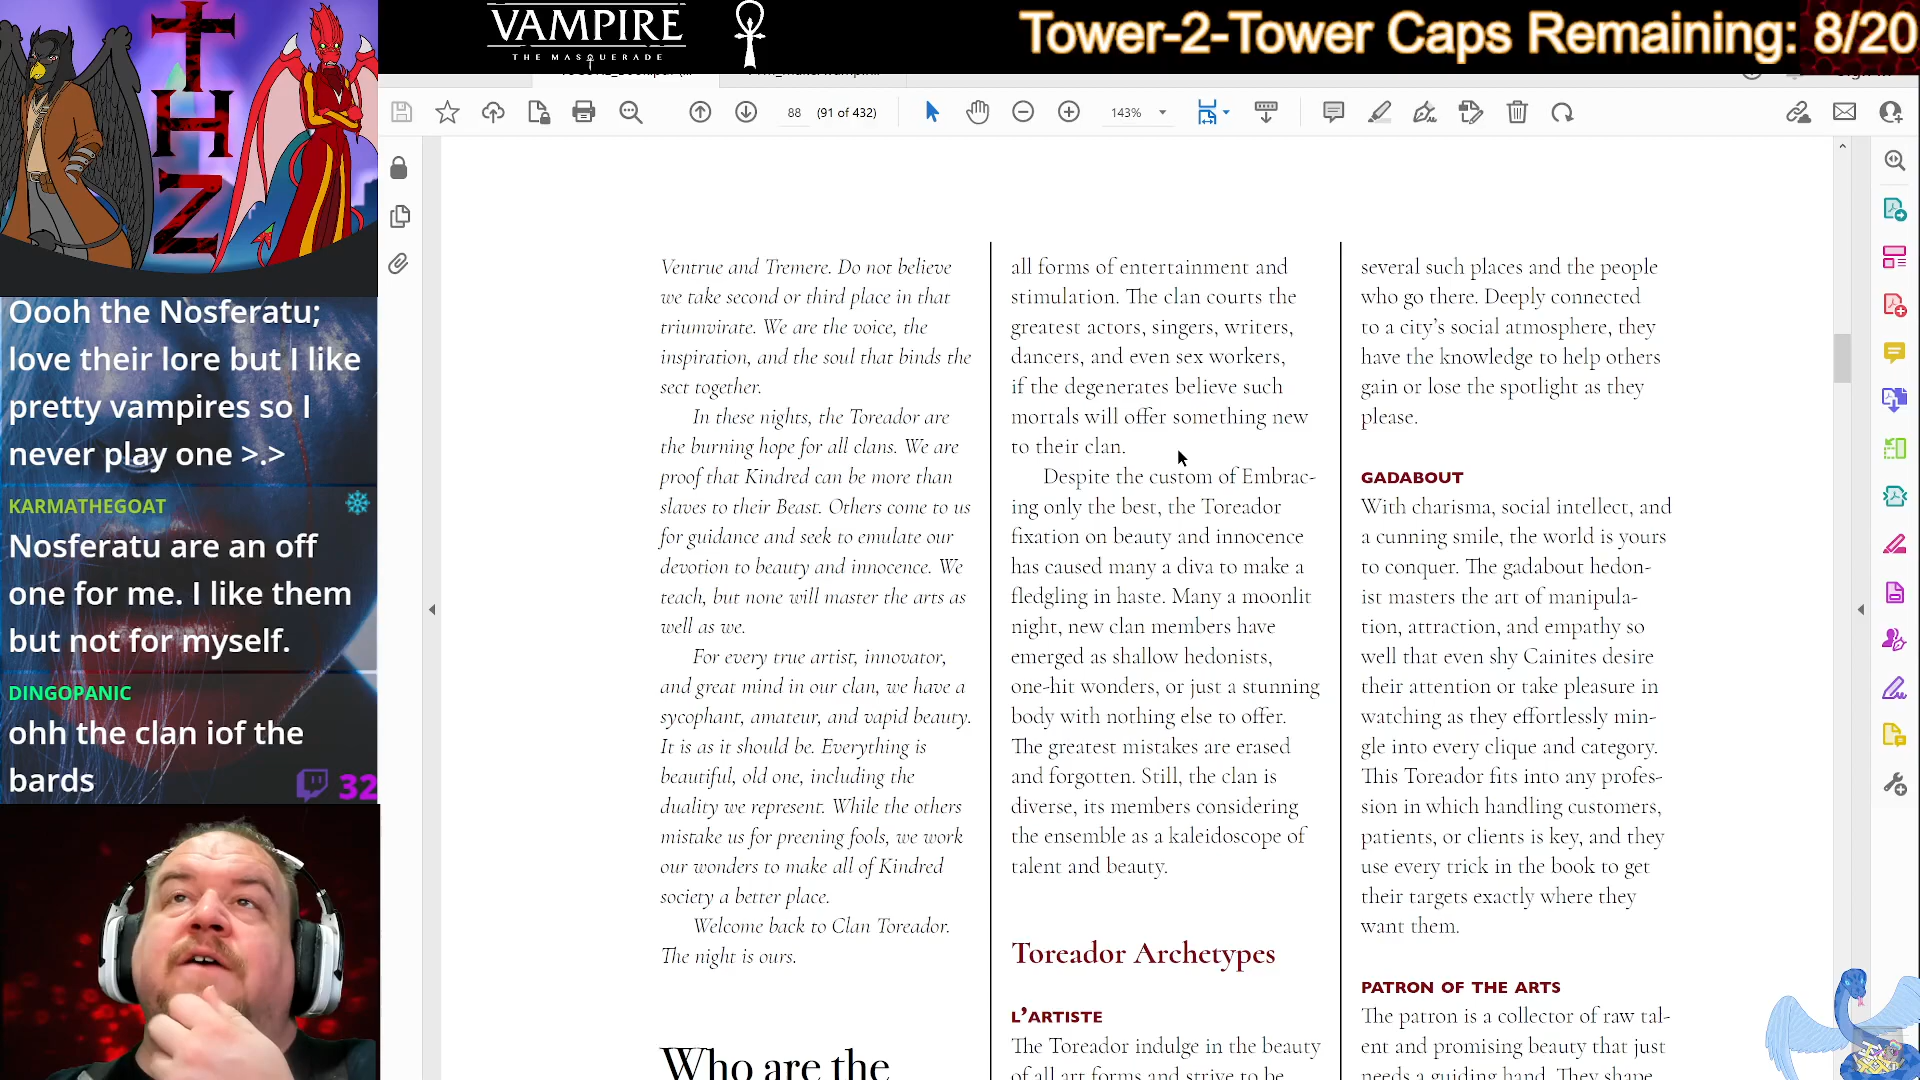 THZ
VAMPIRE
THE MASQUERADE
Tower-2-Tower Caps Remaining: 8/20
88 (91 of 432)
143%
Oooh the Nosferatu;
love their lore but I like
pretty vampires so I
never play one >.>
KARMATHEGOAT
Nosferatu are an off
one for me. I like them
but not for myself.
DINGOPANIC
ohh the clan iof the
bards
32
Ventrue and Tremere. Do not believe
we take second or third place in that
triumvirate. We are the voice, the
inspiration, and the soul that binds the
sect together.
In these nights, the Toreador are
the burning hope for all clans. We are
proof that Kindred can be more than
slaves to their Beast. Others come to us
for guidance and seek to emulate our
devotion to beauty and innocence. We
teach, but none will master the arts as
well as we.
For every true artist, innovator,
and great mind in our clan, we have a
sycophant, amateur, and vapid beauty.
It is as it should be. Everything is
beautiful, old one, including the
duality we represent. While the others
mistake us for preening fools, we work
our wonders to make all of Kindred
society a better place.
Welcome back to Clan Toreador.
The night is ours.
Who are the
all forms of entertainment and
stimulation. The clan courts the
greatest actors, singers, writers,
dancers, and even sex workers,
if the degenerates believe such
mortals will offer something new
to their clan.
Despite the custom of Embrac-
ing only the best, the Toreador
fixation on beauty and innocence
has caused many a diva to make a
fledgling in haste. Many a moonlit
night, new clan members have
emerged as shallow hedonists,
one-hit wonders, or just a stunning
body with nothing else to offer.
The greatest mistakes are erased
and forgotten. Still, the clan is
diverse, its members considering
the ensemble as a kaleidoscope of
talent and beauty.
Toreador Archetypes
L'ARTISTE
The Toreador indulge in the beauty
of all art forms and strive to be
several such places and the people
who go there. Deeply connected
to a city's social atmosphere, they
have the knowledge to help others
gain or lose the spotlight as they
please.
GADABOUT
With charisma, social intellect, and
a cunning smile, the world is yours
to conquer. The gadabout hedon-
ist masters the art of manipula-
tion, attraction, and empathy so
well that even shy Cainites desire
their attention or take pleasure in
watching as they effortlessly min-
gle into every clique and category.
This Toreador fits into any profes-
sion in which handling customers,
patients, or clients is key, and they
use every trick in the book to get
their targets exactly where they
want them.
PATRON OF THE ARTS
The patron is a collector of raw tal-
ent and promising beauty that just
needs a guiding hand. They shape